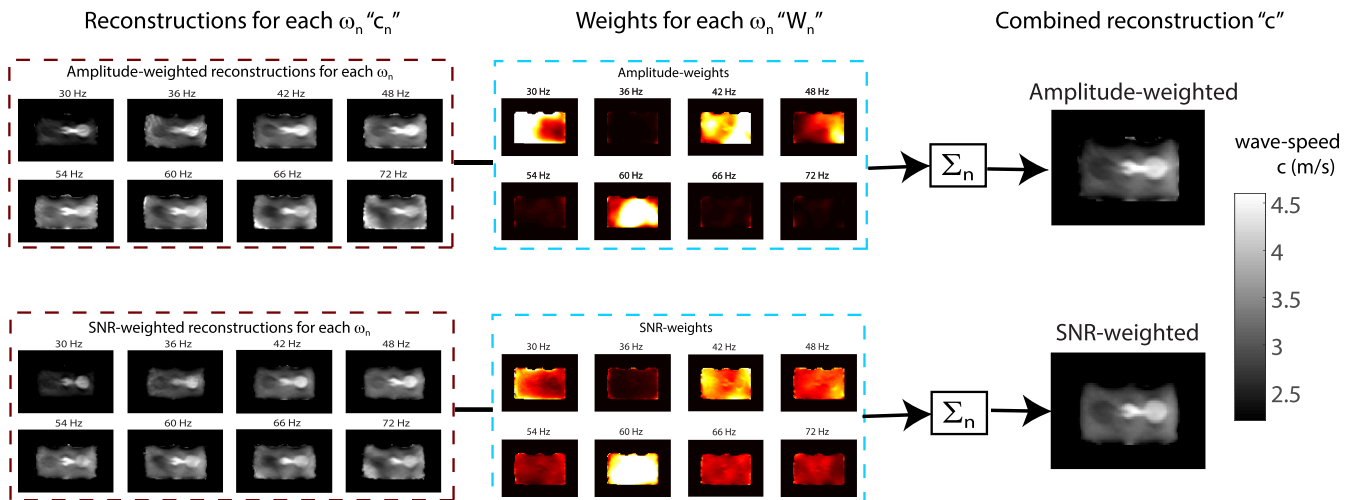 Reconstructions for each ωn “cn”
Weights for each ωn “Wn”
Combined reconstruction “c”
Amplitude-weighted reconstructions for each ωn
30 Hz 36 Hz 42 Hz 48 Hz
54 Hz 60 Hz 66 Hz 72 Hz
Amplitude-weights
30 Hz 36 Hz 42 Hz 48 Hz
54 Hz 60 Hz 66 Hz 72 Hz
Σn
Amplitude-weighted
wave-speed
c (m/s)
4.5
4
3.5
3
2.5
SNR-weighted reconstructions for each ωn
30 Hz 36 Hz 42 Hz 48 Hz
54 Hz 60 Hz 66 Hz 72 Hz
SNR-weights
30 Hz 36 Hz 42 Hz 48 Hz
54 Hz 60 Hz 66 Hz 72 Hz
Σn
SNR-weighted